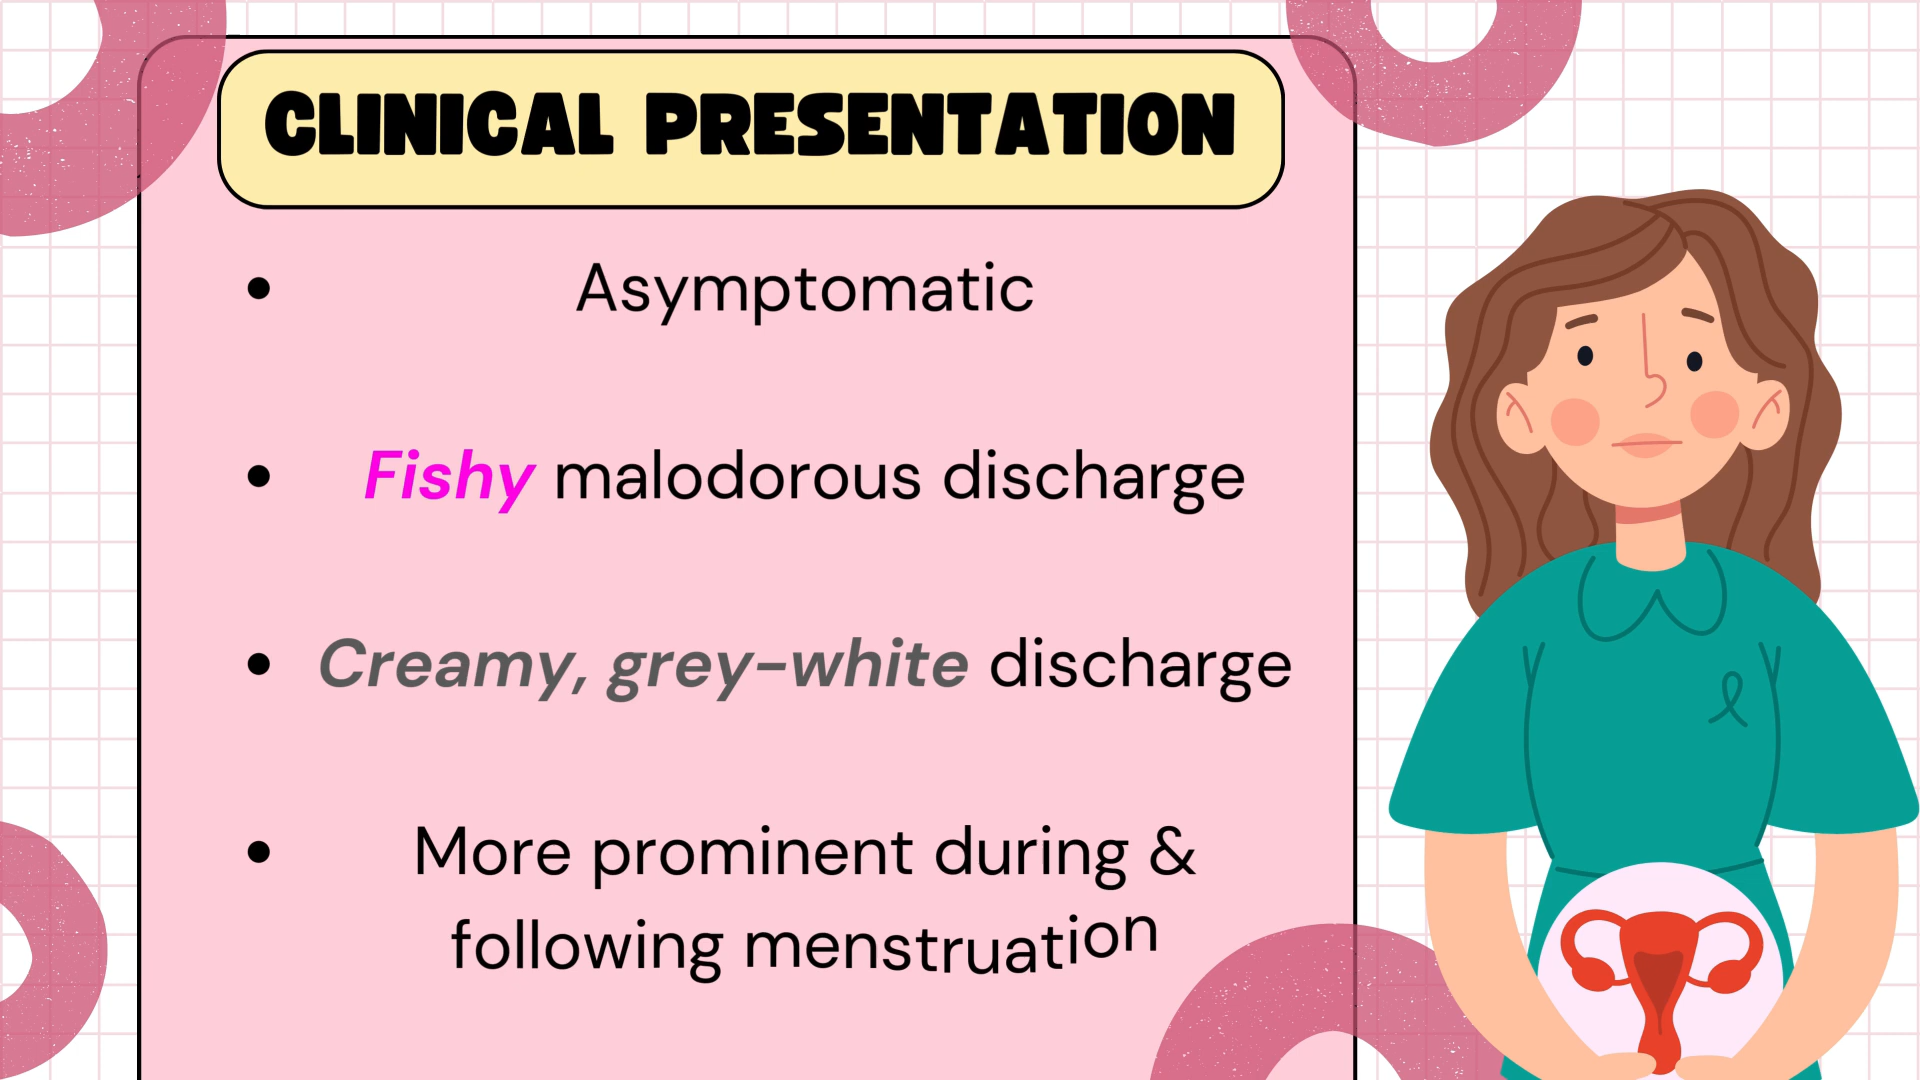 CLINICAL PRESENTATION
• Asymptomatic
• Fishy malodorous discharge
• Creamy, grey-white discharge
• More prominent during &
following menstruation